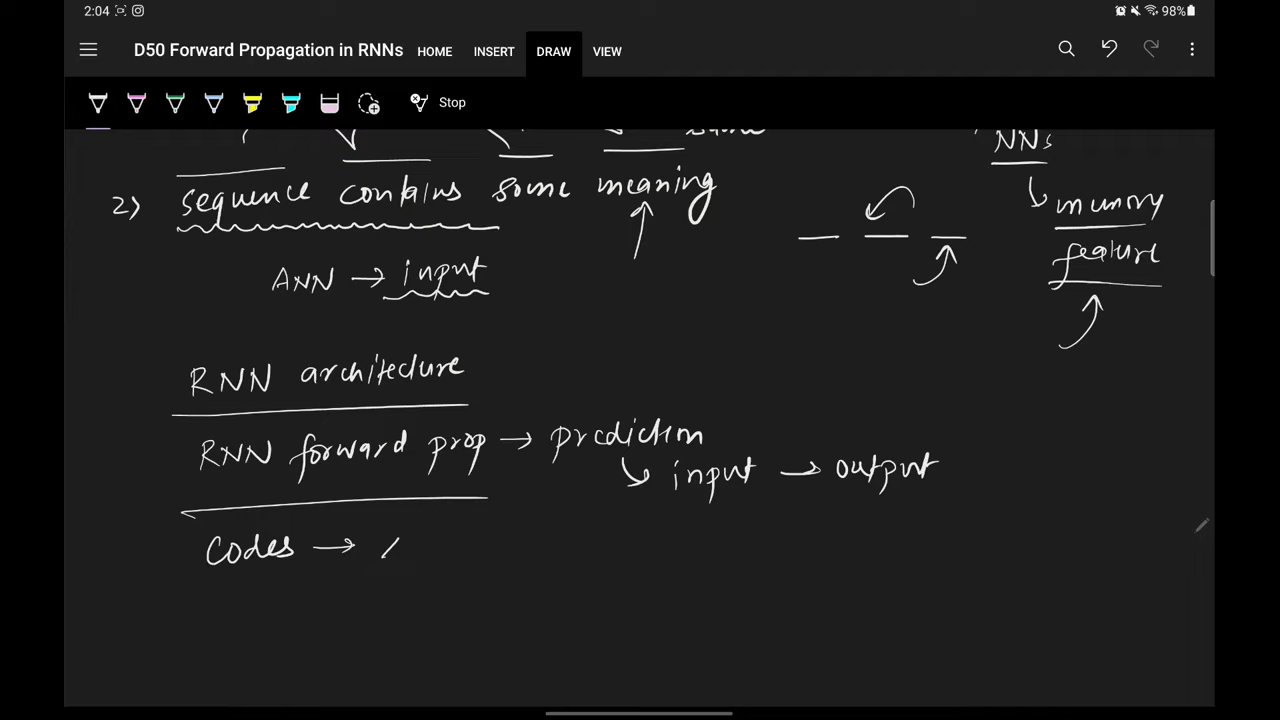 2:04
98%
D50 Forward Propagation in RNNs HOME INSERT DRAW VIEW
Stop
NNs
2) sequence contains some meaning
memory
feature
ANN → input
RNN architecture
RNN forward prop → prediction
input → output
Codes →